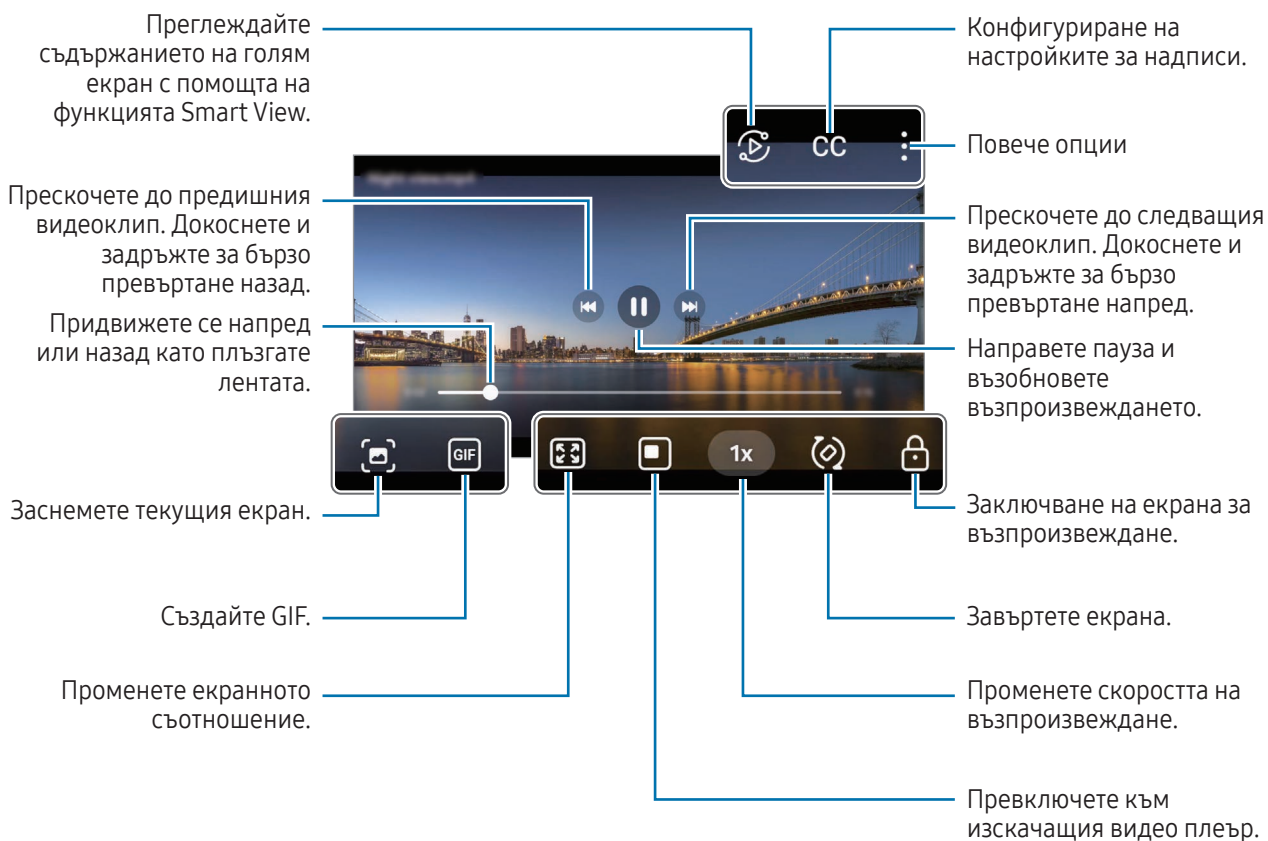 Преглеждайте
съдържанието на голям
екран с помощта на
функцията Smart View.
Конфигуриране на
настройките за надписи.
CC
Повече опции
Прескочете до предишния
видеоклип. Докоснете и
задръжте за бързо
превъртане назад.
Прескочете до следващия
видеоклип. Докоснете и
задръжте за бързо
превъртане напред.
Придвижете се напред
или назад като плъзгате
лентата.
Направете пауза и
възобновете
възпроизвеждането.
GIF
1x
Заснемете текущия екран.
Заключване на екрана за
възпроизвеждане.
Създайте GIF.
Завъртете екрана.
Променете екранното
съотношение.
Променете скоростта на
възпроизвеждане.
Превключете към
изскачащия видео плеър.